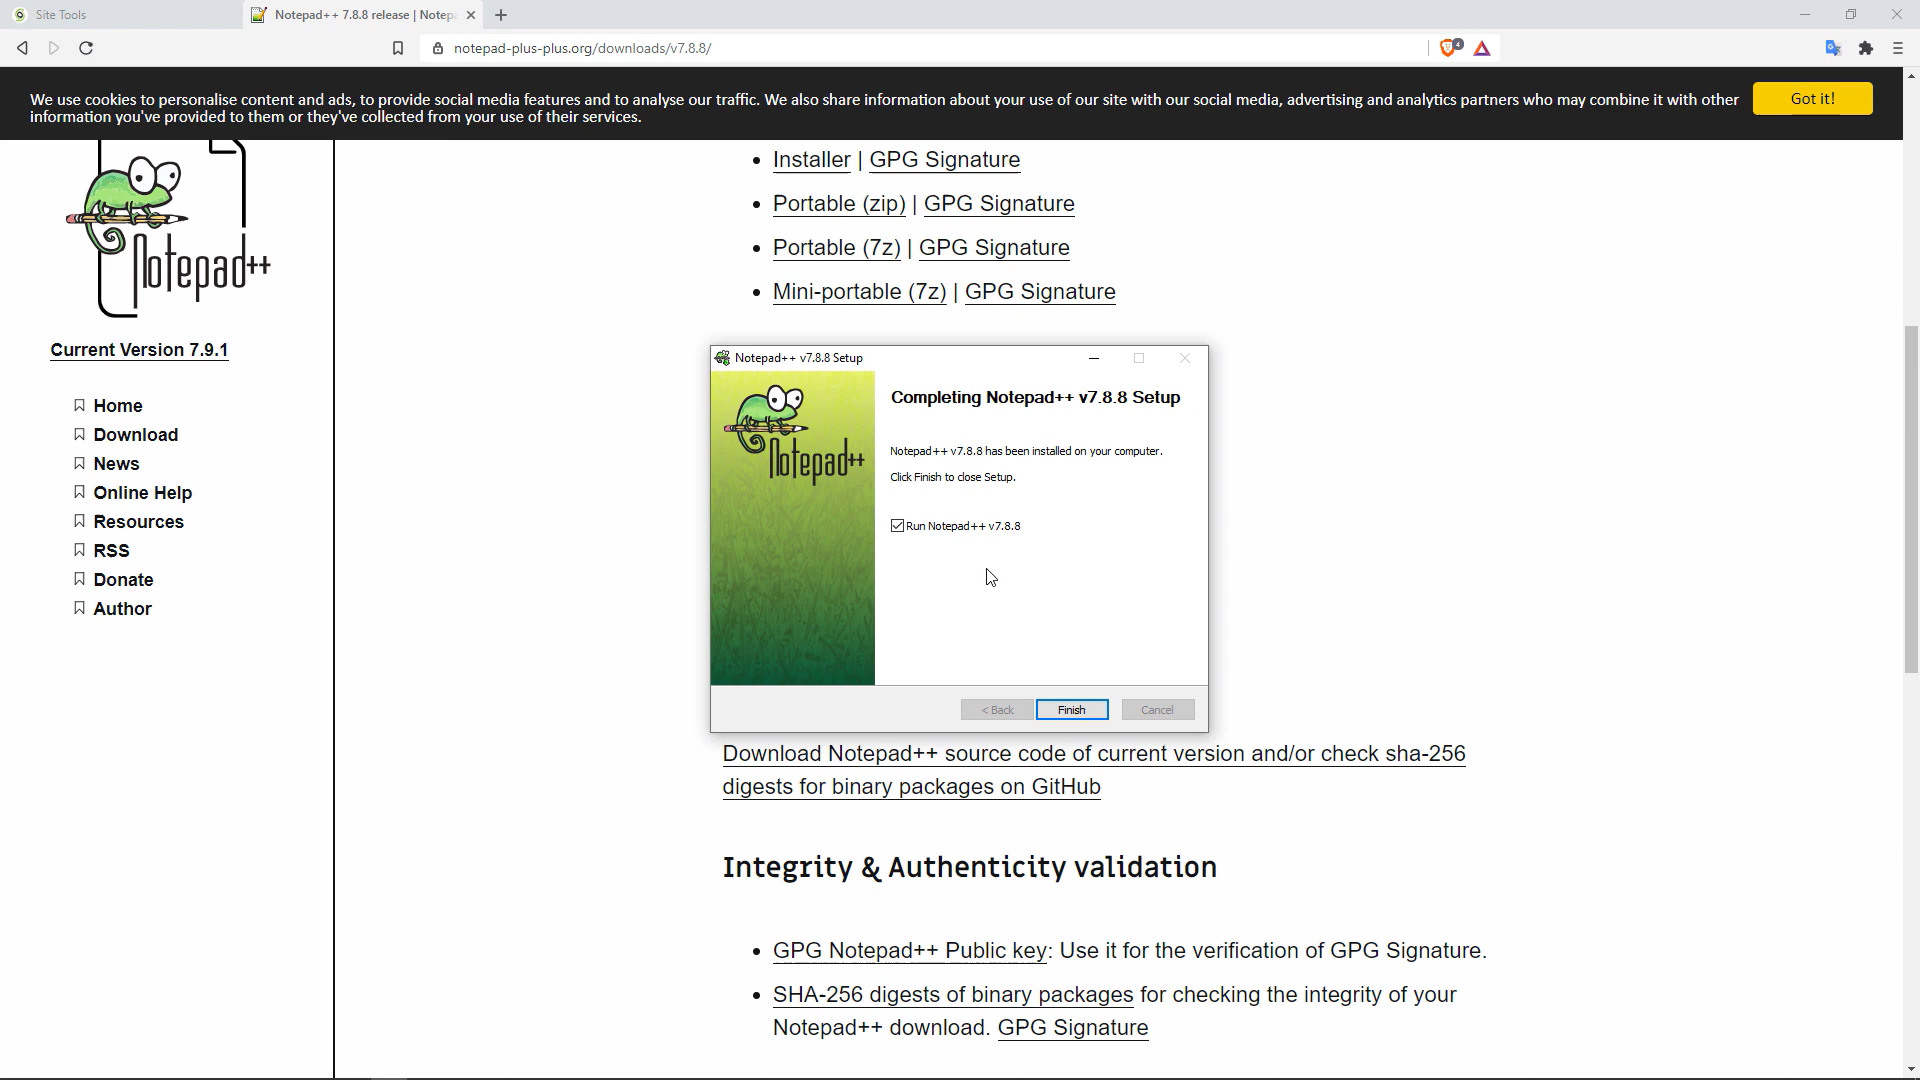 Site Tools
Notepad++ 7.8.8 release | Notep
notepad-plus-plus.org/downloads/v7.8.8/
4
We use cookies to personalise content and ads, to provide social media features and to analyse our traffic. We also share information about your use of our site with our social media, advertising and analytics partners who may combine it with other
information you've provided to them or they've collected from your use of their services.
Got it!
Notepad++
Current Version 7.9.1
Home
Download
News
Online Help
Resources
RSS
Donate
Author
• Installer | GPG Signature
• Portable (zip) | GPG Signature
• Portable (7z) | GPG Signature
• Mini-portable (7z) | GPG Signature
Notepad++ v7.8.8 Setup
Notepad++
Completing Notepad++ v7.8.8 Setup
Notepad++ v7.8.8 has been installed on your computer.
Click Finish to close Setup.
Run Notepad++ v7.8.8
< Back
Finish
Cancel
Download Notepad++ source code of current version and/or check sha-256
digests for binary packages on GitHub
Integrity & Authenticity validation
• GPG Notepad++ Public key: Use it for the verification of GPG Signature.
• SHA-256 digests of binary packages for checking the integrity of your
Notepad++ download. GPG Signature